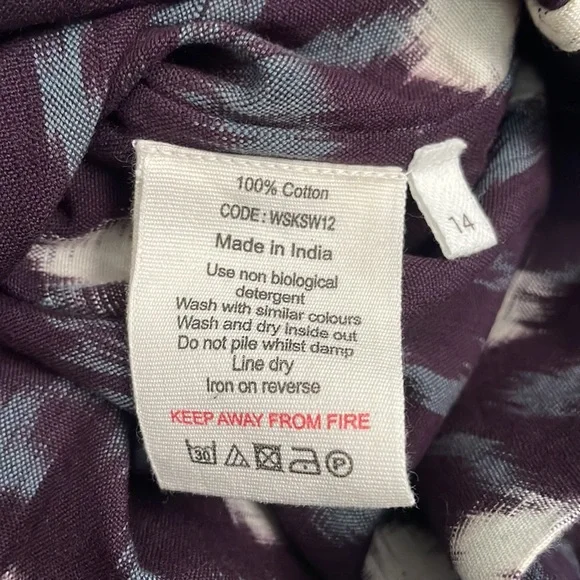 100% Cotton
CODE: WSKSW12
Made in India
Use non biological
detergent
Wash with similar colours
Wash and dry inside out
Do not pile whilst damp
Line dry
Iron on reverse
KEEP AWAY FROM FIRE
30 P
14